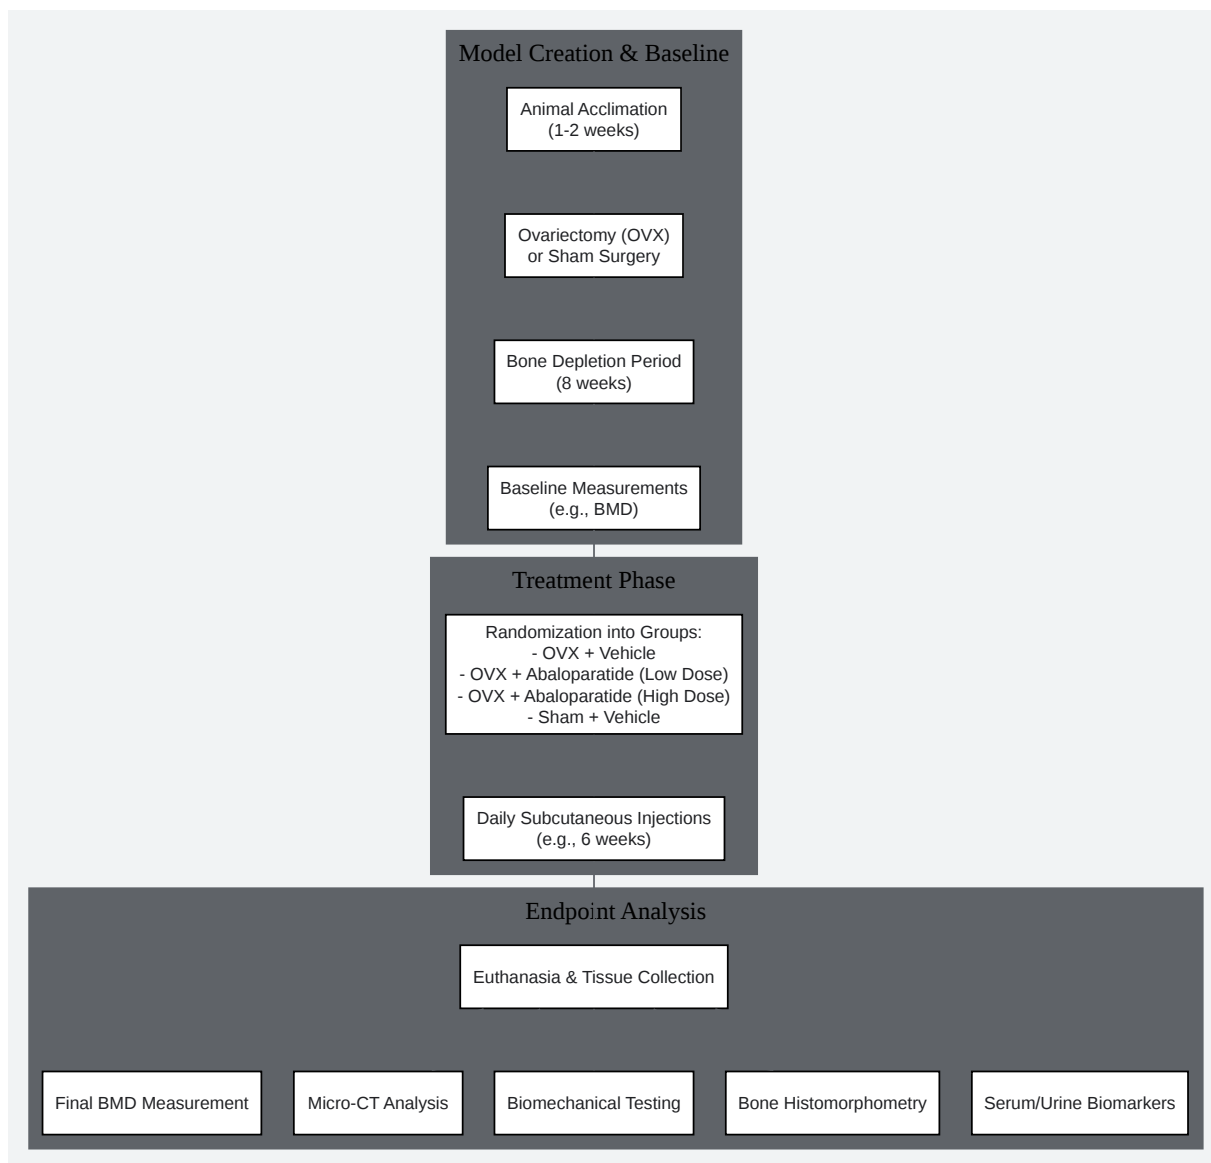 Model Creation & Baseline
Animal Acclimation
(1-2 weeks)
Ovariectomy (OVX)
or Sham Surgery
Bone Depletion Period
(8 weeks)
Baseline Measurements
(e.g., BMD)
Treatment Phase
Randomization into Groups:
- OVX + Vehicle
- OVX + Abaloparatide (Low Dose)
- OVX + Abaloparatide (High Dose)
- Sham + Vehicle
Daily Subcutaneous Injections
(e.g., 6 weeks)
Endpoint Analysis
Euthanasia & Tissue Collection
Final BMD Measurement
Micro-CT Analysis
Biomechanical Testing
Bone Histomorphometry
Serum/Urine Biomarkers